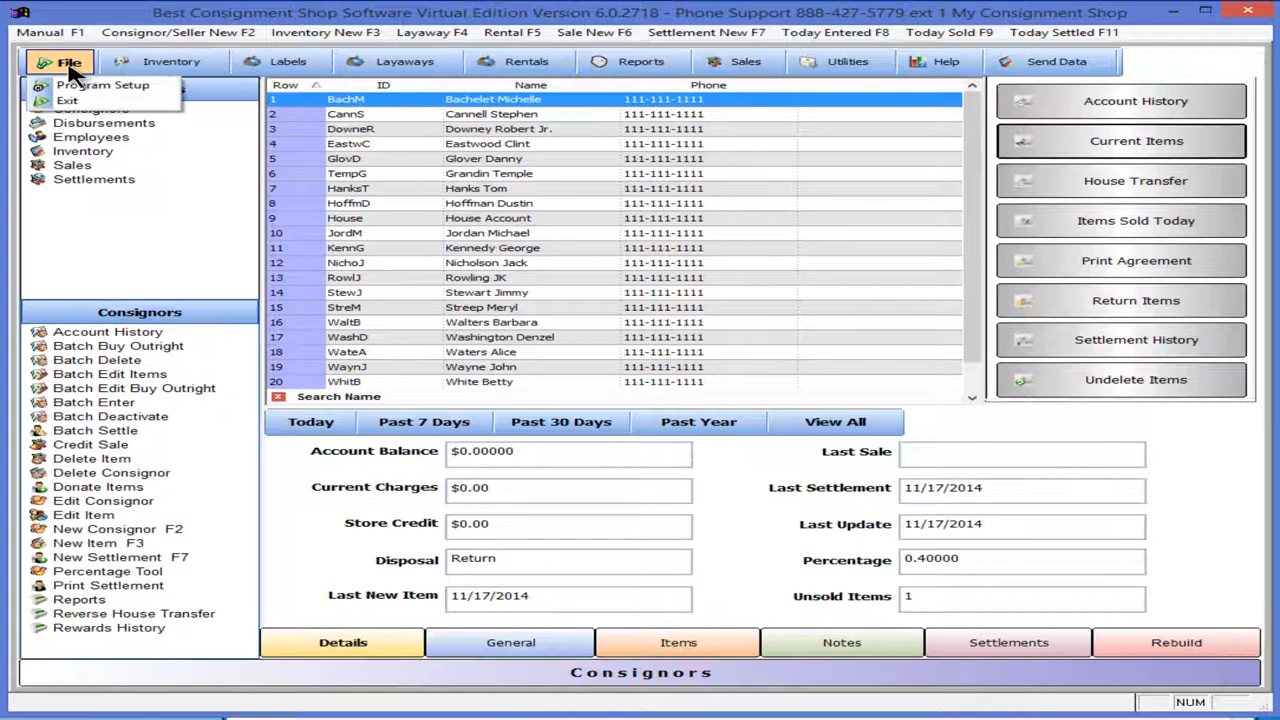 Best Consignment Shop Software Virtual Edition Version 6.0.2718 - Phone Support 888-427-5779 ext 1 My Consignment Shop
Manual F1 Consignor/Seller New F2 Inventory New F3 Layaway F4 Rental F5 Sale New F6 Settlement New F7 Today Entered F8 Today Sold F9 Today Settled F11
File Inventory Labels Layaways Rentals Reports Sales Utilities Help Send Data
Program Setup
Exit
Disbursements
Employees
Inventory
Sales
Settlements
Consignors
Account History
Batch Buy Outright
Batch Delete
Batch Edit Items
Batch Edit Buy Outright
Batch Enter
Batch Deactivate
Batch Settle
Credit Sale
Delete Item
Delete Consignor
Donate Items
Edit Consignor
Edit Item
New Consignor F2
New Item F3
New Settlement F7
Percentage Tool
Print Settlement
Reports
Reverse House Transfer
Rewards History
Row ID Name Phone
1 BachM Bachelet Michelle 111-111-1111
2 CannS Cannell Stephen 111-111-1111
3 DowneR Downey Robert Jr. 111-111-1111
4 EastwC Eastwood Clint 111-111-1111
5 GlovD Glover Danny 111-111-1111
6 TempG Grandin Temple 111-111-1111
7 HanksT Hanks Tom 111-111-1111
8 HoffmD Hoffman Dustin 111-111-1111
9 House House Account 111-111-1111
10 JordM Jordan Michael 111-111-1111
11 KennG Kennedy George 111-111-1111
12 NichoJ Nicholson Jack 111-111-1111
13 RowlJ Rowling JK 111-111-1111
14 StewJ Stewart Jimmy 111-111-1111
15 StreM Streep Meryl 111-111-1111
16 WaltB Walters Barbara 111-111-1111
17 WashD Washington Denzel 111-111-1111
18 WateA Waters Alice 111-111-1111
19 WaynJ Wayne John 111-111-1111
20 WhitB White Betty 111-111-1111
Search Name
Account History
Current Items
House Transfer
Items Sold Today
Print Agreement
Return Items
Settlement History
Undelete Items
Today Past 7 Days Past 30 Days Past Year View All
Account Balance $0.00000 Last Sale
Current Charges $0.00 Last Settlement 11/17/2014
Store Credit $0.00 Last Update 11/17/2014
Disposal Return Percentage 0.40000
Last New Item 11/17/2014 Unsold Items 1
Details General Items Notes Settlements Rebuild
Consignors
NUM